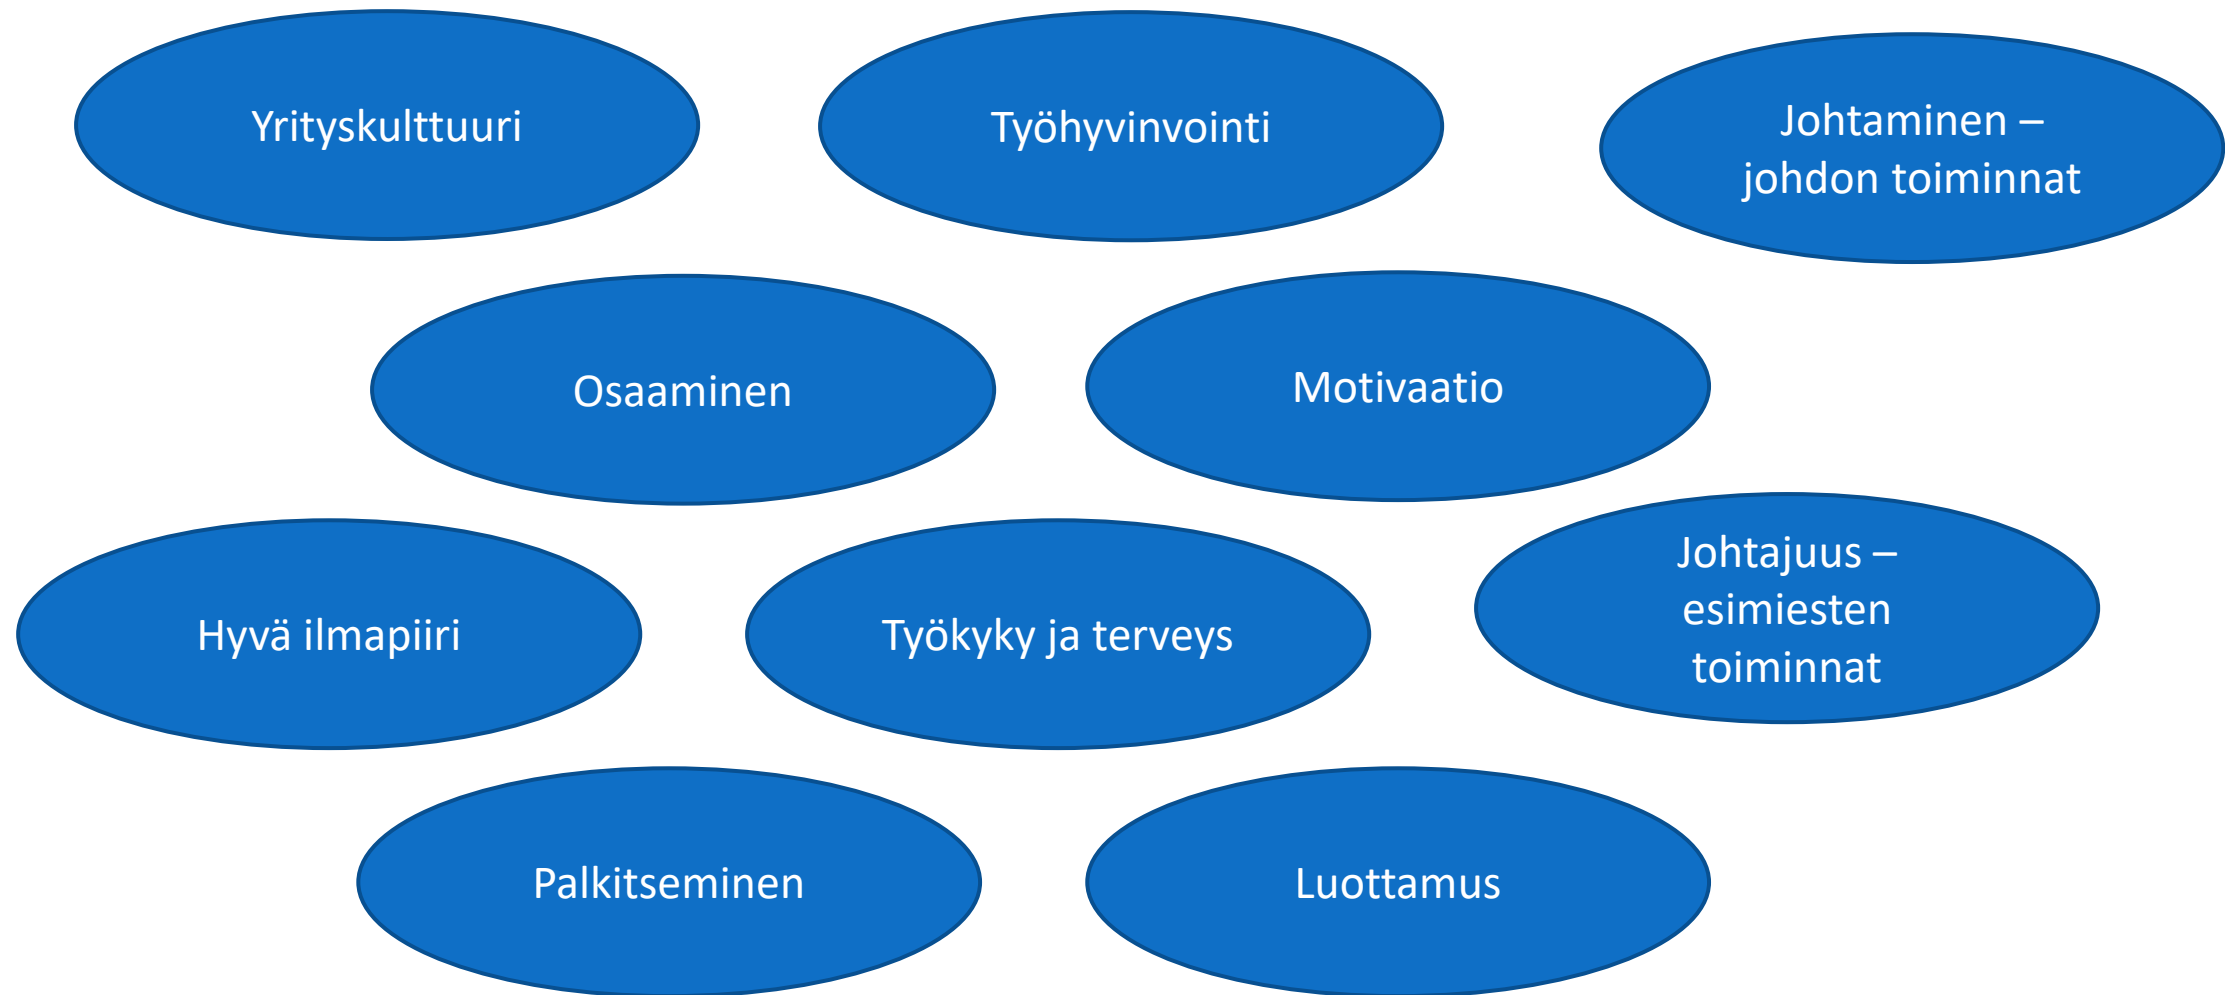 Yrityskulttuuri
Työhyvinvointi
Johtaminen –
johdon toiminnat
Osaaminen
Motivaatio
Hyvä ilmapiiri
Työkyky ja terveys
Johtajuus –
esimiesten
toiminnat
Palkitseminen
Luottamus